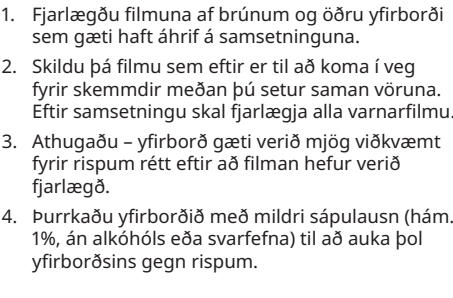 1. Fjarlægðu filmuna af brúnum og öðru yfirborði
sem gæti haft áhrif á samsetninguna.
2. Skildu þá filmu sem eftir er til að koma í veg
fyrir skemmdir meðan þú setur saman vöruna.
Eftir samsetningu skal fjarlægja alla varnarfilmu.
3. Athugaðu – yfirborð gæti verið mjög viðkvæmt
fyrir rispum rétt eftir að filman hefur verið
fjarlægð.
4. Þurrkaðu yfirborðið með mildri sápulausn (hám.
1%, án alkóhóls eða svarfefna) til að auka þol
yfirborðsins gegn rispum.